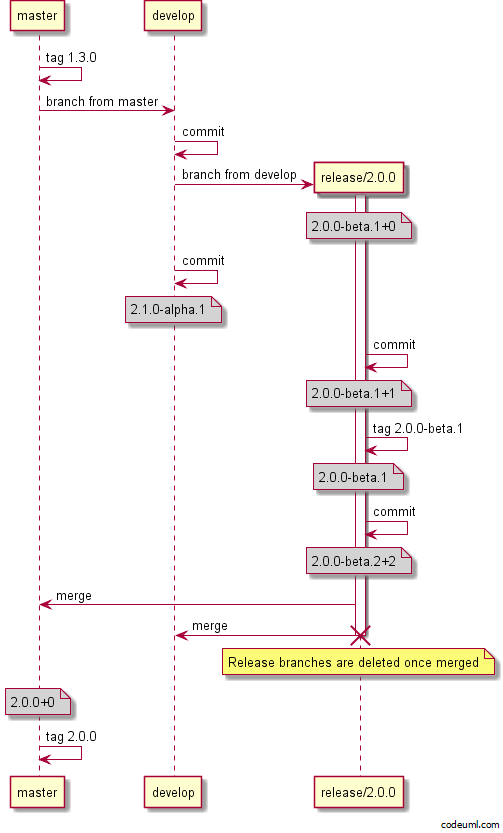 master
develop
tag 1.3.0
branch from master
commit
branch from develop
release/2.0.0
2.0.0-beta.1+0
commit
2.1.0-alpha.1
commit
2.0.0-beta.1+1
tag 2.0.0-beta.1
2.0.0-beta.1
commit
2.0.0-beta.2+2
merge
merge
Release branches are deleted once merged
2.0.0+0
tag 2.0.0
master
develop
release/2.0.0
codeuml.com